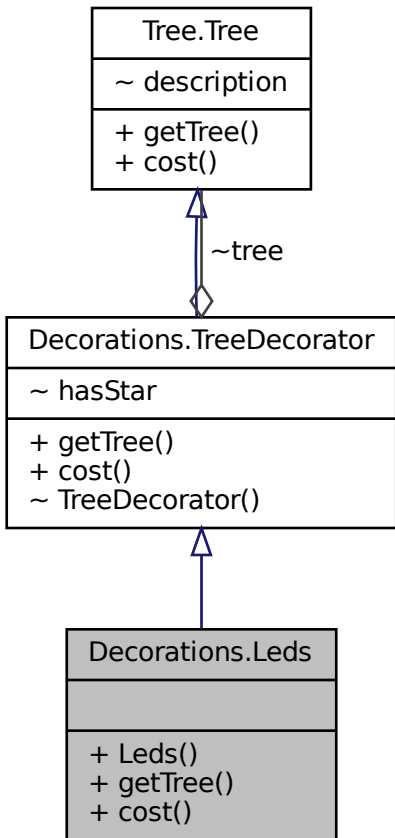 Tree.Tree
~ description
+ getTree()
+ cost()
~tree
Decorations.TreeDecorator
~ hasStar
+ getTree()
+ cost()
~ TreeDecorator()
Decorations.Leds
+ Leds()
+ getTree()
+ cost()